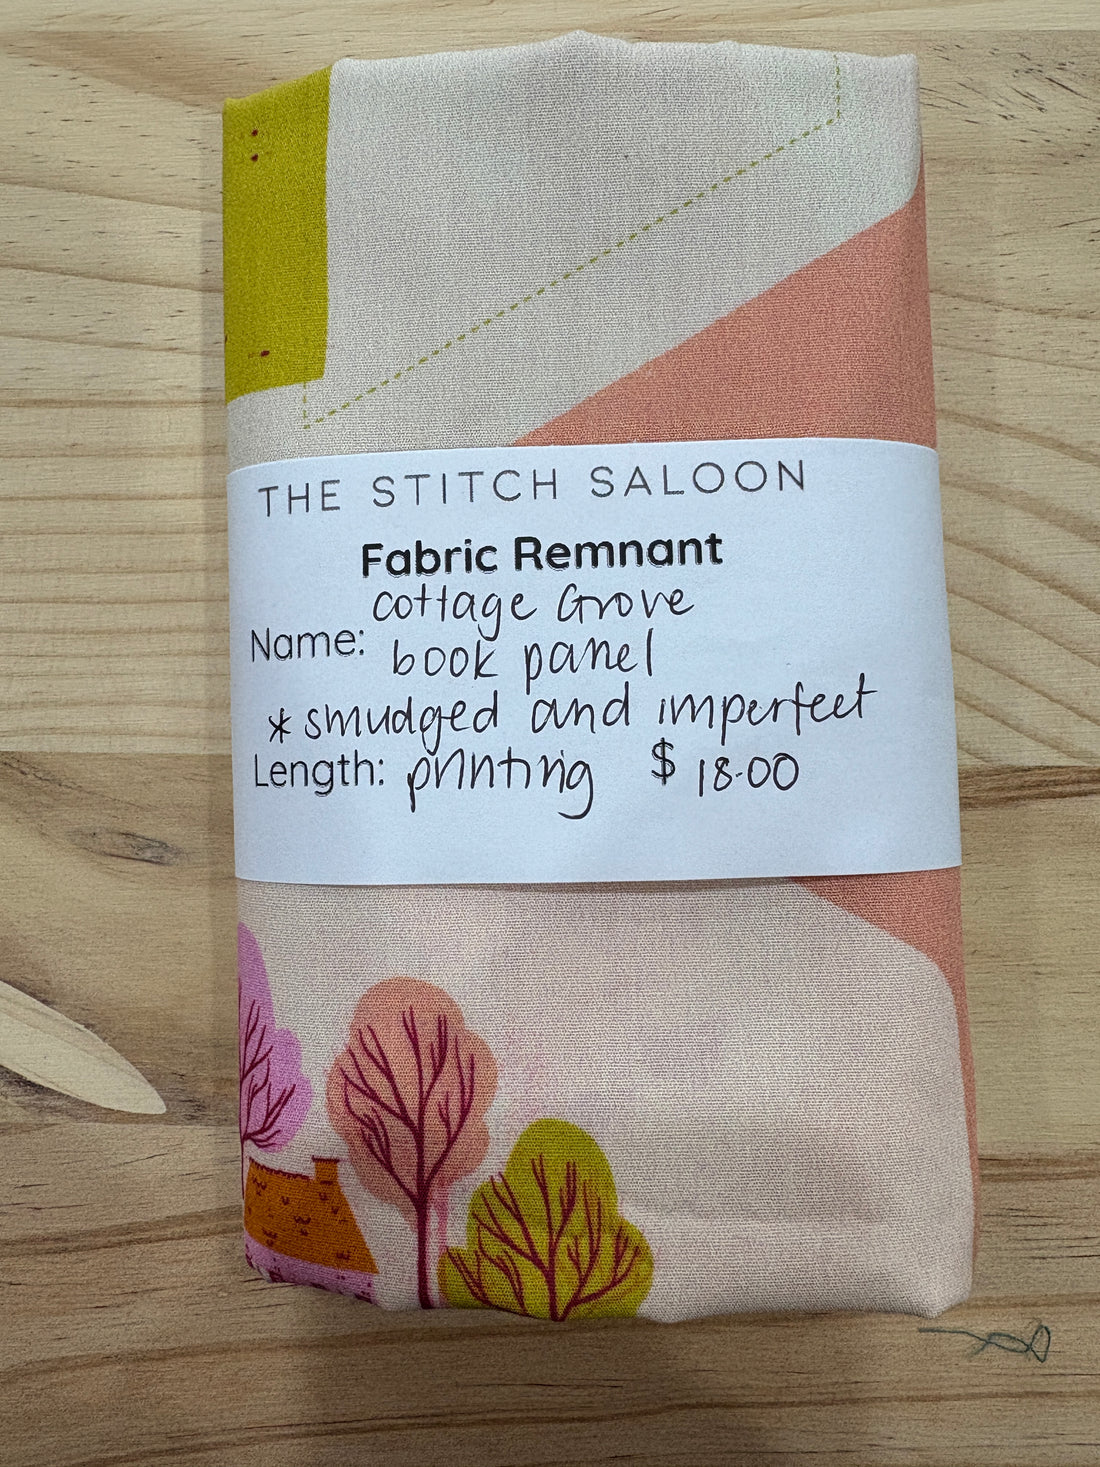 THE STITCH SALOON
Fabric Remnant
cottage Grove
Name: book panel
* smudged and imperfect
Length: printing $ 18.00